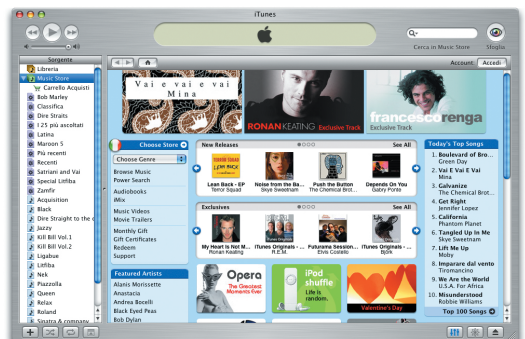 iTunes
Cerca in Music Store
Sfoglia
Sorgente
Libreria
Music Store
Carrello Acquisti
Bob Marley
Classifica
Dire Straits
I 25 più ascoltati
Latina
Maroon 5
Più recenti
Recenti
Satriani and Vai
Special Litfiba
Zamfir
Acquisition
Black
Dire Straight to the c
Jazzy
Kill Bill Vol.1
Kill Bill Vol.2
Ligabue
Litfiba
Nek
Piazzolla
Queen
Relax
Roland
Sinatra & company
Account: Accedi
Vai e vai e vai
Mina
RONAN KEATING Exclusive Track
francescorenga
Exclusive Track
Choose Store
Choose Genre
Browse Music
Power Search
Audiobooks
iMix
Music Videos
Movie Trailers
Monthly Gift
Gift Certificates
Redeem
Support
Featured Artists
Alanis Morissette
Anastacia
Andrea Bocelli
Black Eyed Peas
Bob Dylan
New Releases
See All
Lean Back - EP
Terror Squad
Noise from the Ba...
Skye Sweetnam
Push the Button
The Chemical Brot...
Depends On You
Gabry Ponte
Exclusives
See All
My Heart Is Not M...
Ronan Keating
iTunes Originals - ...
R.E.M.
Futurama Session...
Elvis Costello
iTunes Originals - ...
Björk
Opera
The Greatest
Moments Ever
iPod
shuffle
Life is
random.
Valentine's Day
Today's Top Songs
1. Boulevard of Bro...
Green Day
2. Vai E Vai E Vai
Mina
3. Galvanize
The Chemical Brot...
4. Get Right
Jennifer Lopez
5. California
Phantom Planet
6. Tangled Up In Me
Skye Sweetnam
7. Lift Me Up
Moby
8. Imparare dal vento
Tiromancino
9. We Are the World
U.S.A. For Africa
10. Misunderstood
Robbie Williams
Top 100 Songs